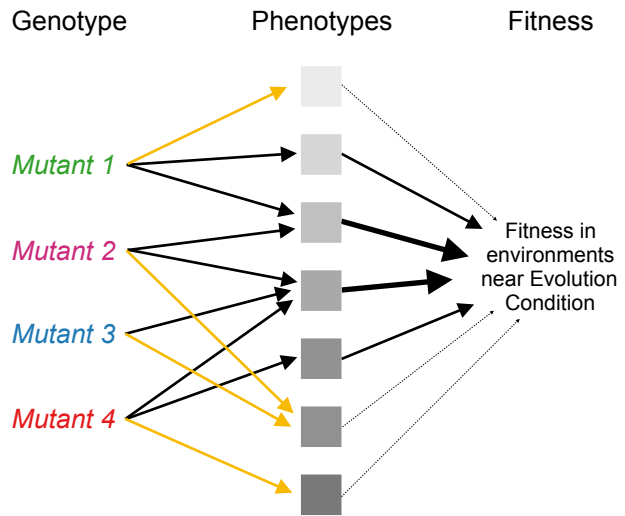 Genotype
Phenotypes
Fitness
Mutant 1
Mutant 2
Mutant 3
Mutant 4
Fitness in
environments
near Evolution
Condition